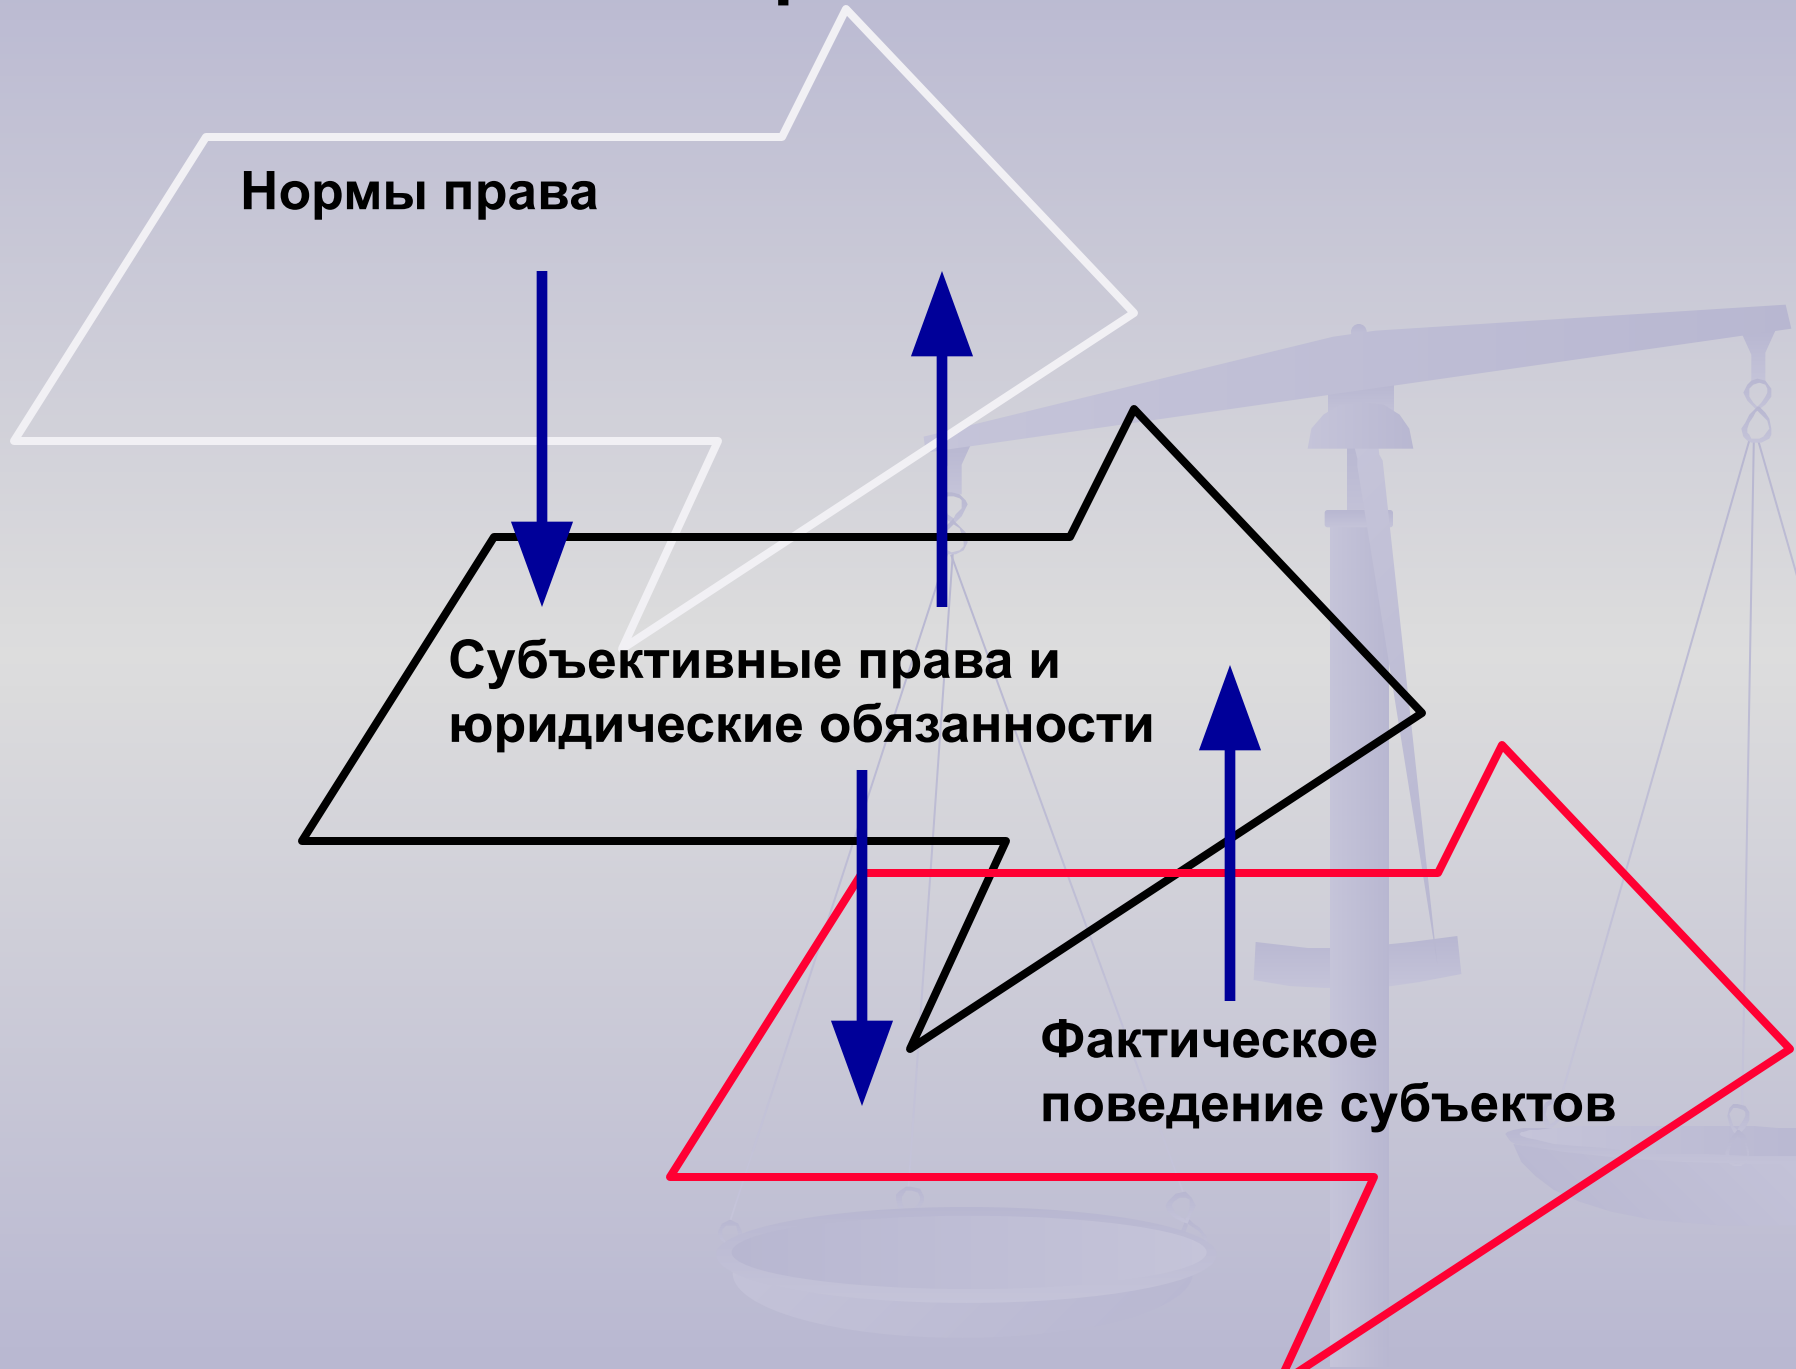 Нормы права
Субъективные права и
юридические обязанности
Фактическое
поведение субъектов